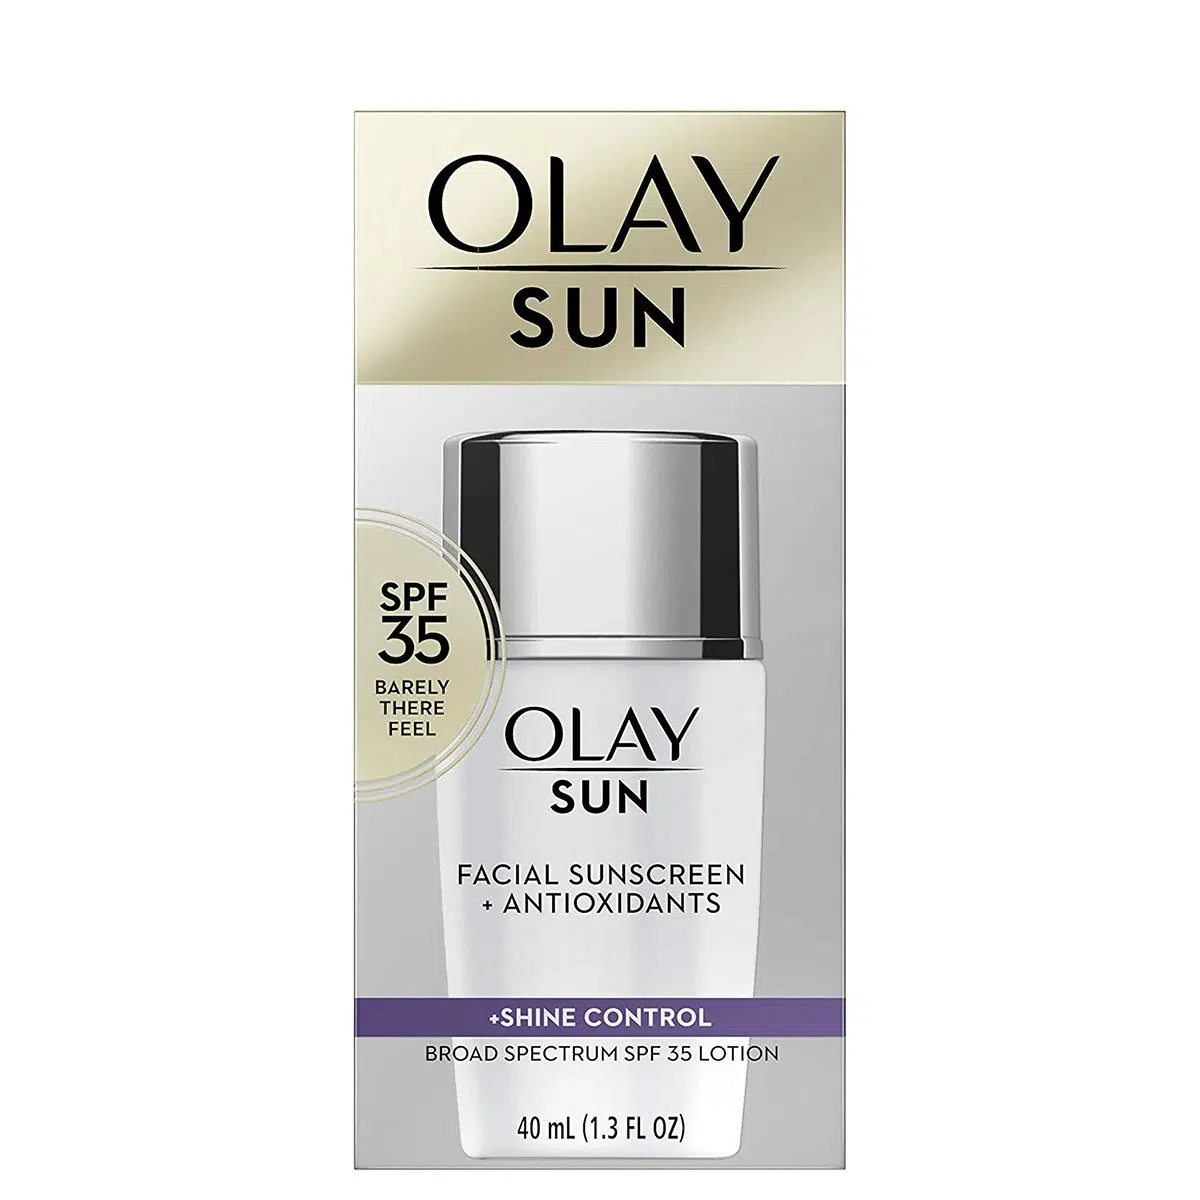 OLAY
SUN
SPF
35
BARELY
THERE
FEEL
OLAY
SUN
FACIAL SUNSCREEN
+ ANTIOXIDANTS
+SHINE CONTROL
BROAD SPECTRUM SPF 35 LOTION
40 mL (1.3 FL OZ)